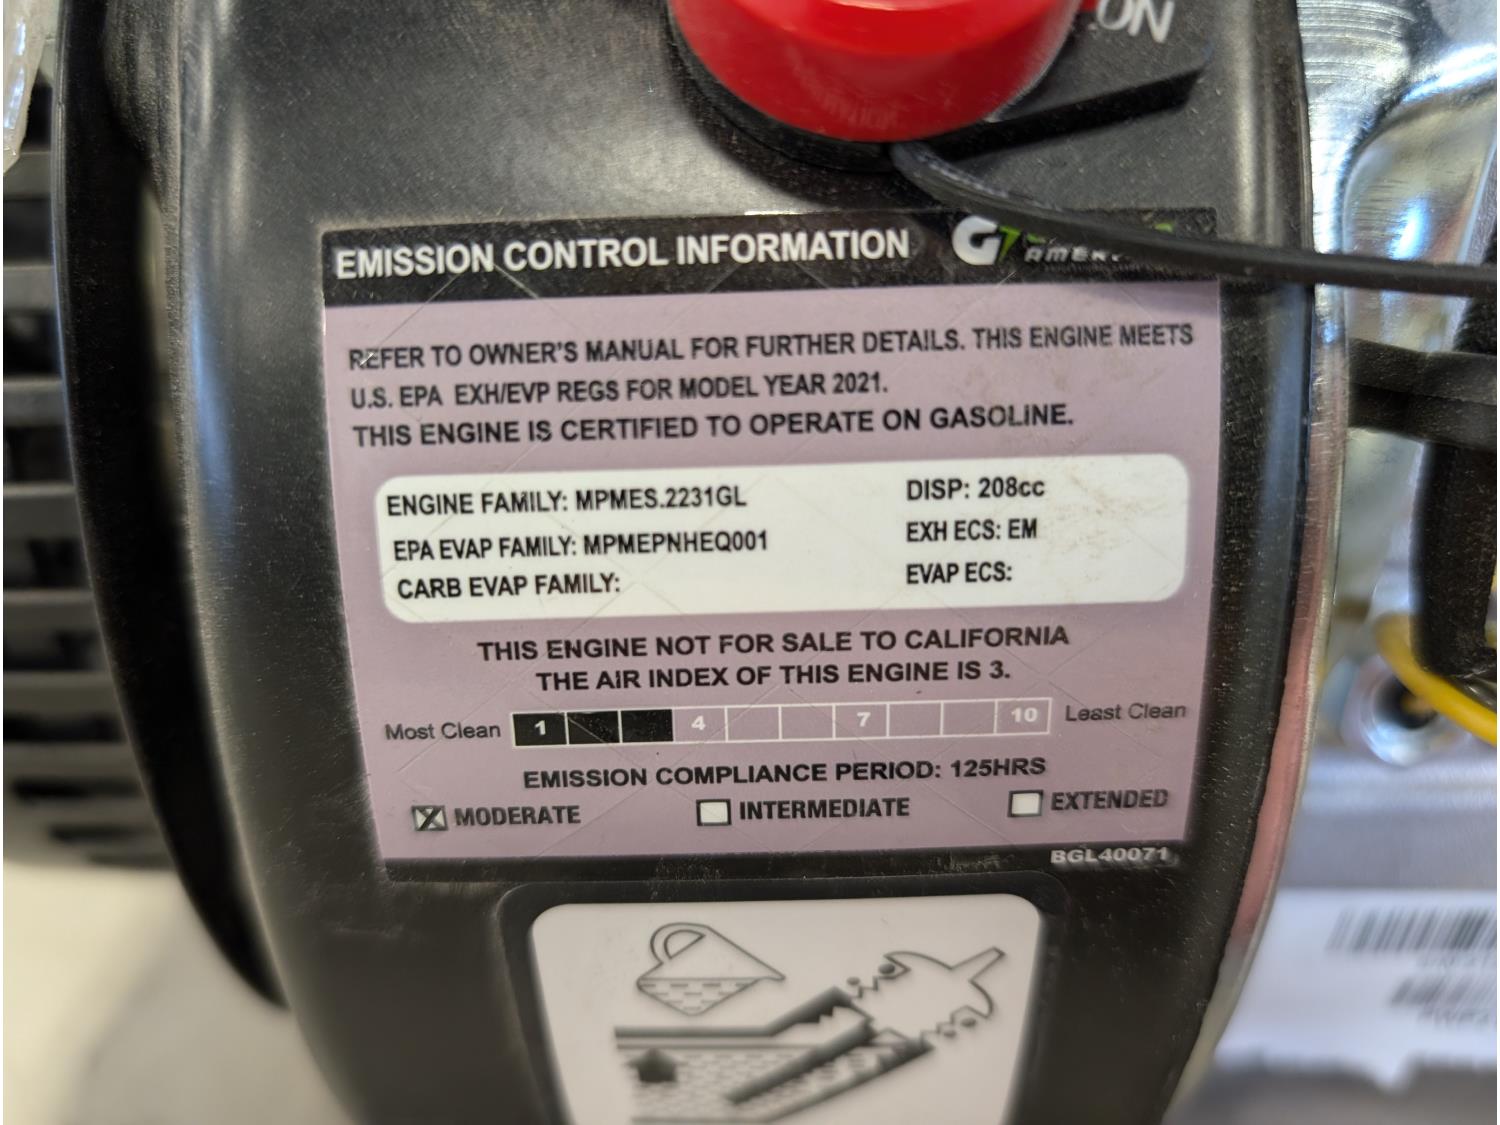 ON
EMISSION CONTROL INFORMATION
REFER TO OWNER'S MANUAL FOR FURTHER DETAILS. THIS ENGINE MEETS
U.S. EPA EXH/EVP REGS FOR MODEL YEAR 2021.
THIS ENGINE IS CERTIFIED TO OPERATE ON GASOLINE.
ENGINE FAMILY: MPMES.2231GL DISP: 208cc
EPA EVAP FAMILY: MPMEPNHEQ001 EXH ECS: EM
CARB EVAP FAMILY: EVAP ECS:
THIS ENGINE NOT FOR SALE TO CALIFORNIA
THE AIR INDEX OF THIS ENGINE IS 3.
Most Clean 1 4 7 10 Least Clean
EMISSION COMPLIANCE PERIOD: 125HRS
MODERATE INTERMEDIATE EXTENDED
BGL40071